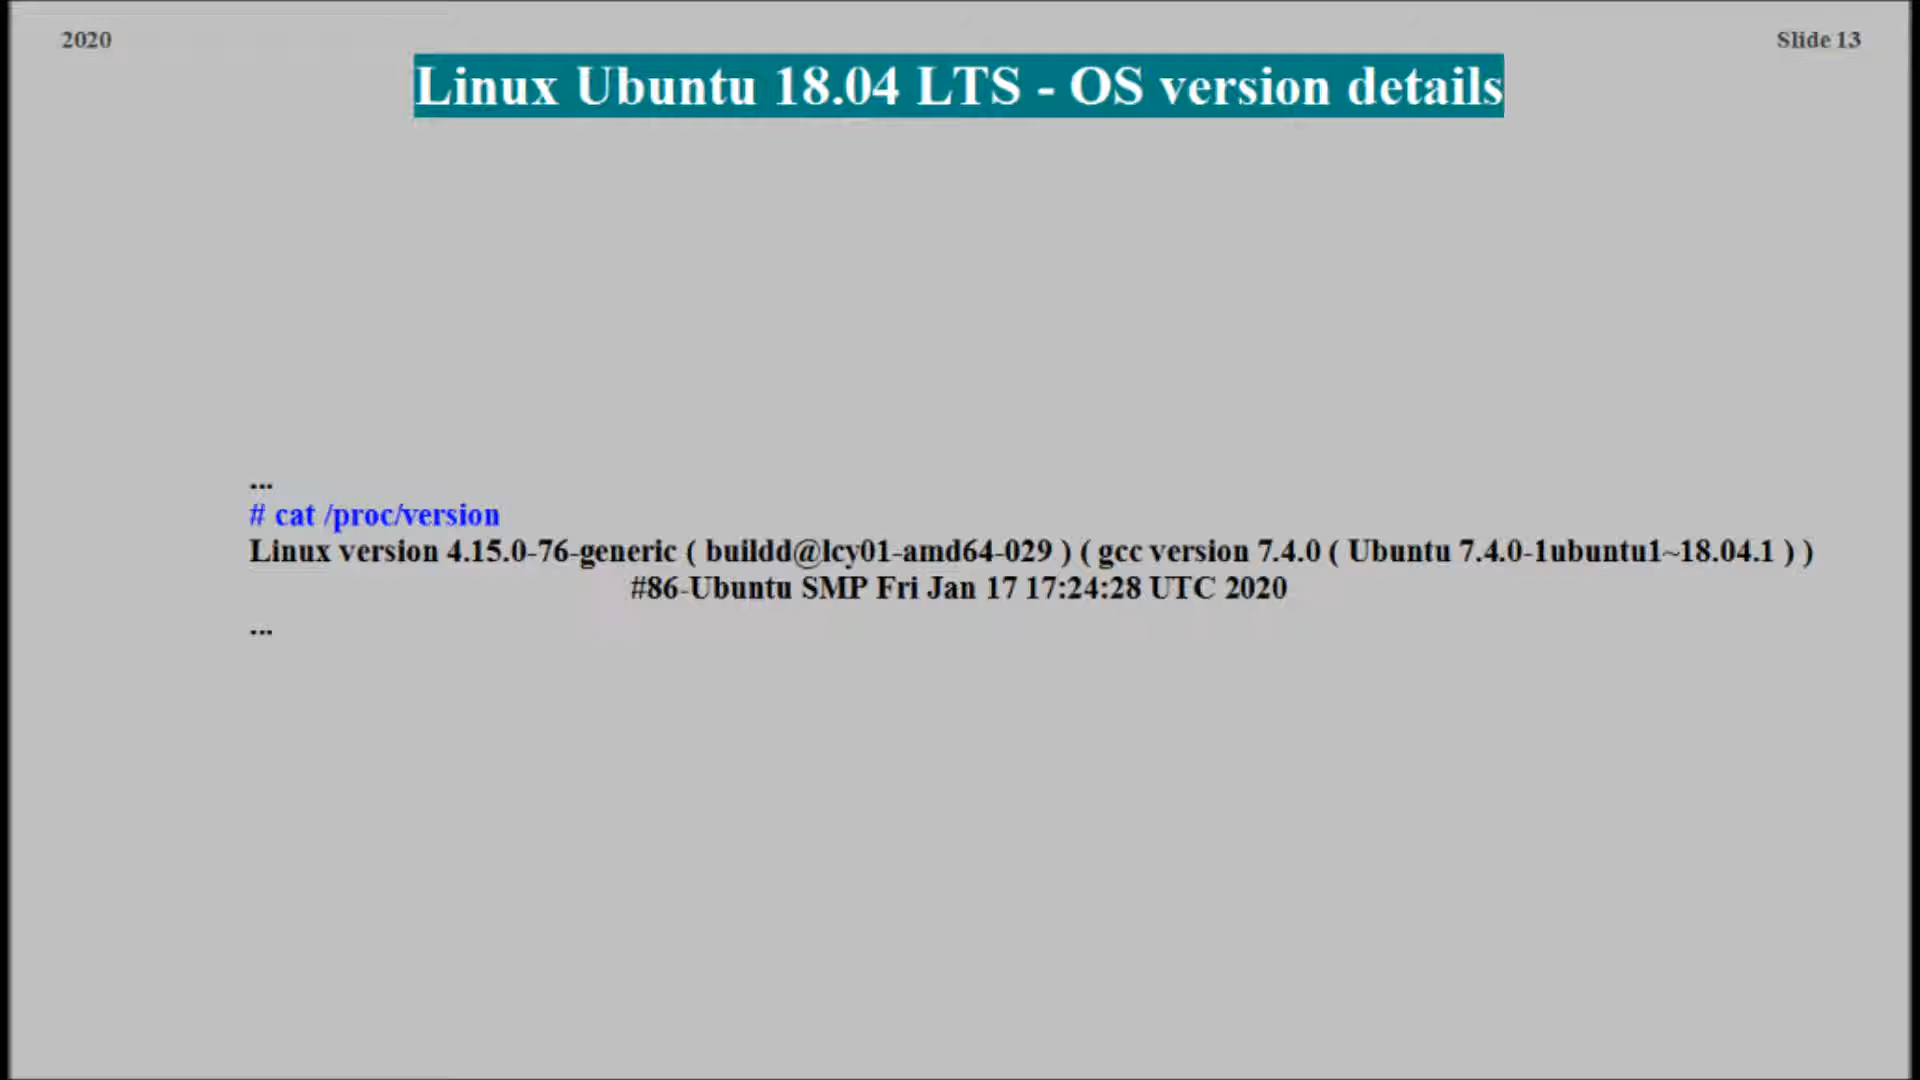 2020
Slide 13
Linux Ubuntu 18.04 LTS - OS version details
...
# cat /proc/version
Linux version 4.15.0-76-generic ( buildd@lcy01-amd64-029 ) ( gcc version 7.4.0 ( Ubuntu 7.4.0-1ubuntu1~18.04.1 ) )
#86-Ubuntu SMP Fri Jan 17 17:24:28 UTC 2020
...